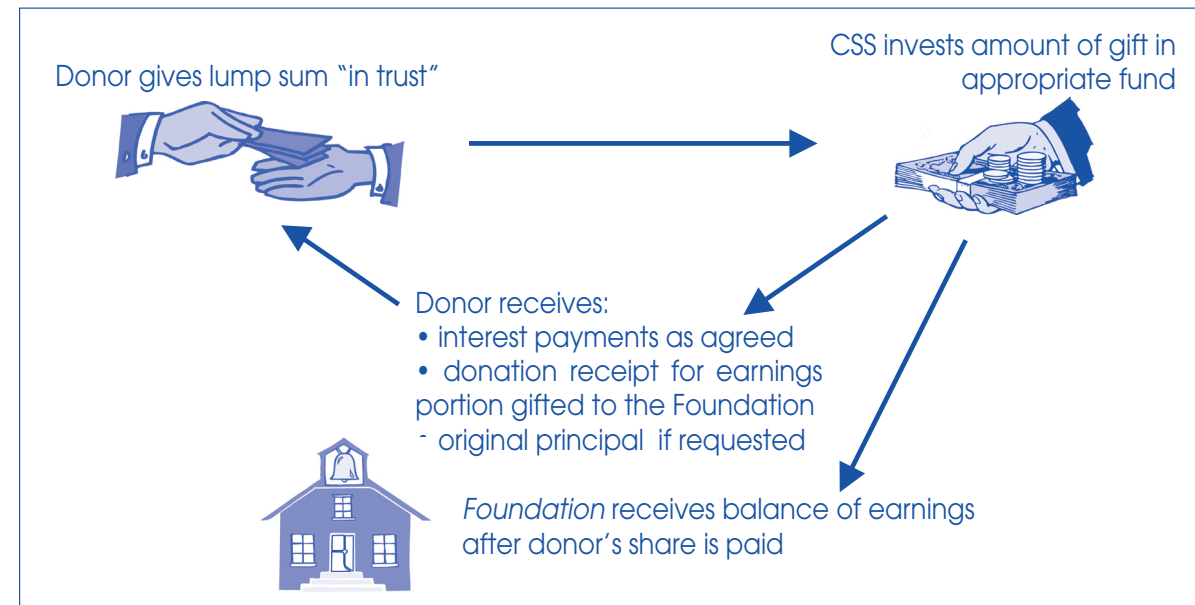 Donor gives lump sum “in trust”
CSS invests amount of gift in
appropriate fund
Donor receives:
• interest payments as agreed
• donation receipt for earnings
portion gifted to the Foundation
• original principal if requested
Foundation receives balance of earnings
after donor’s share is paid